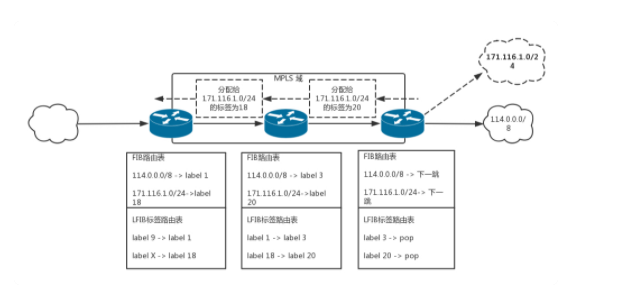 171.116.1.0/2
4
MPLS 域
分配给
171.116.1.0/24
的标签为18
分配给
171.116.1.0/24
的标签为20
114.0.0.0/
8
FIB路由表
114.0.0.0/8 -> label 1
171.116.1.0/24->label
18
LFIB标签路由表
label 9 -> label 1
label X -> label 18
FIB路由表
114.0.0.0/8 -> label 3
171.116.1.0/24->label
20
LFIB标签路由表
label 1 -> label 3
label 18 -> label 20
FIB路由表
114.0.0.0/8 -> 下一跳
171.116.1.0/24-> 下一
跳
LFIB标签路由表
label 3 -> pop
label 20 -> pop